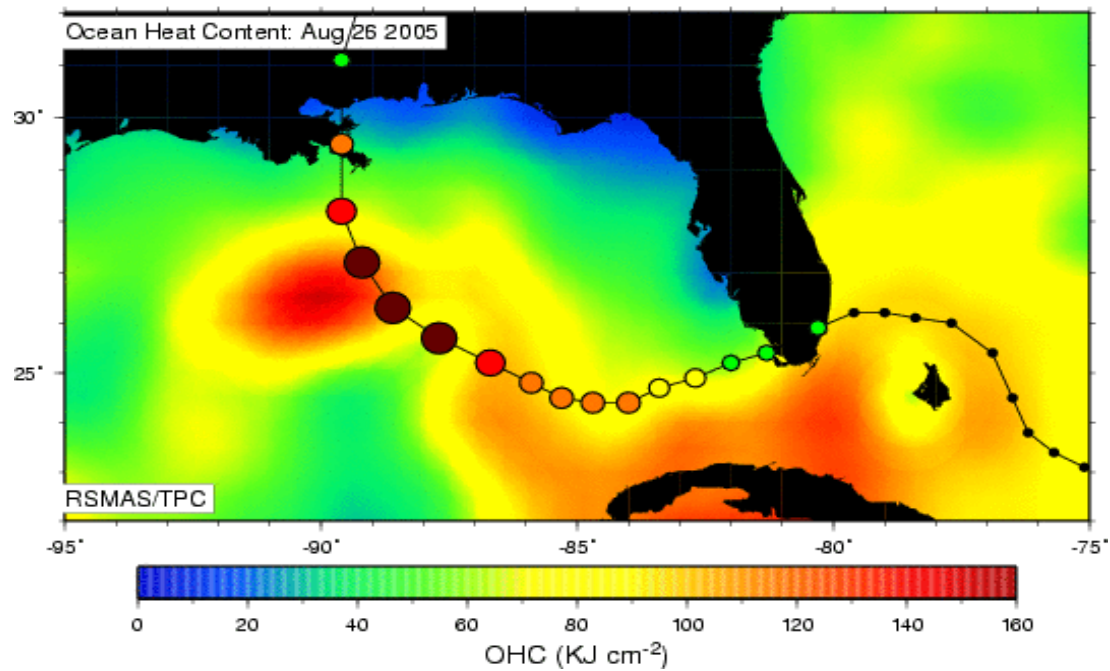 Ocean Heat Content: Aug 26 2005
30˚
25˚
RSMAS/TPC
-95˚ -90˚ -85˚ -80˚ -75˚
0 20 40 60 80 100 120 140 160
OHC (KJ cm⁻²)